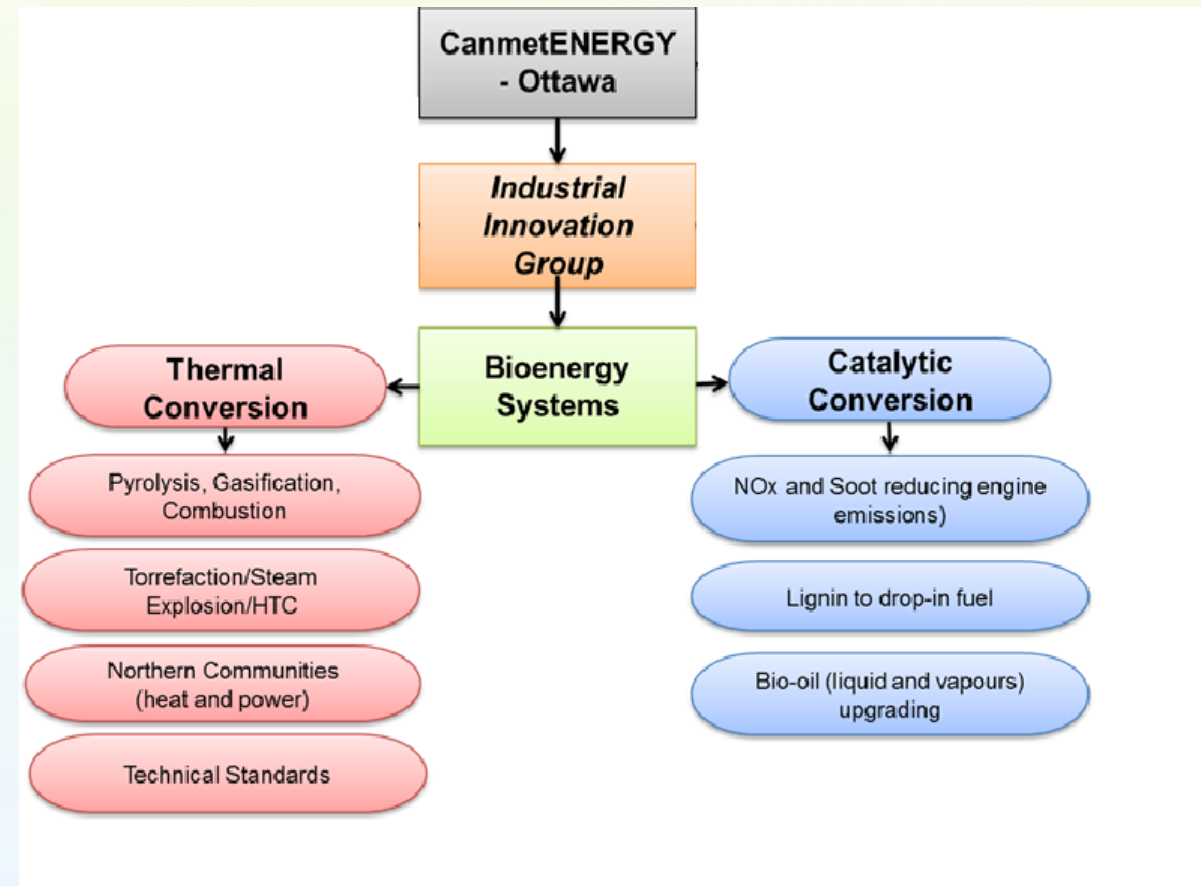 CanmetENERGY
- Ottawa
Industrial
Innovation
Group
Bioenergy
Systems
Thermal
Conversion
Pyrolysis, Gasification,
Combustion
Torrefaction/Steam
Explosion/HTC
Northern Communities
(heat and power)
Technical Standards
Catalytic
Conversion
NOx and Soot reducing engine
emissions)
Lignin to drop-in fuel
Bio-oil (liquid and vapours)
upgrading